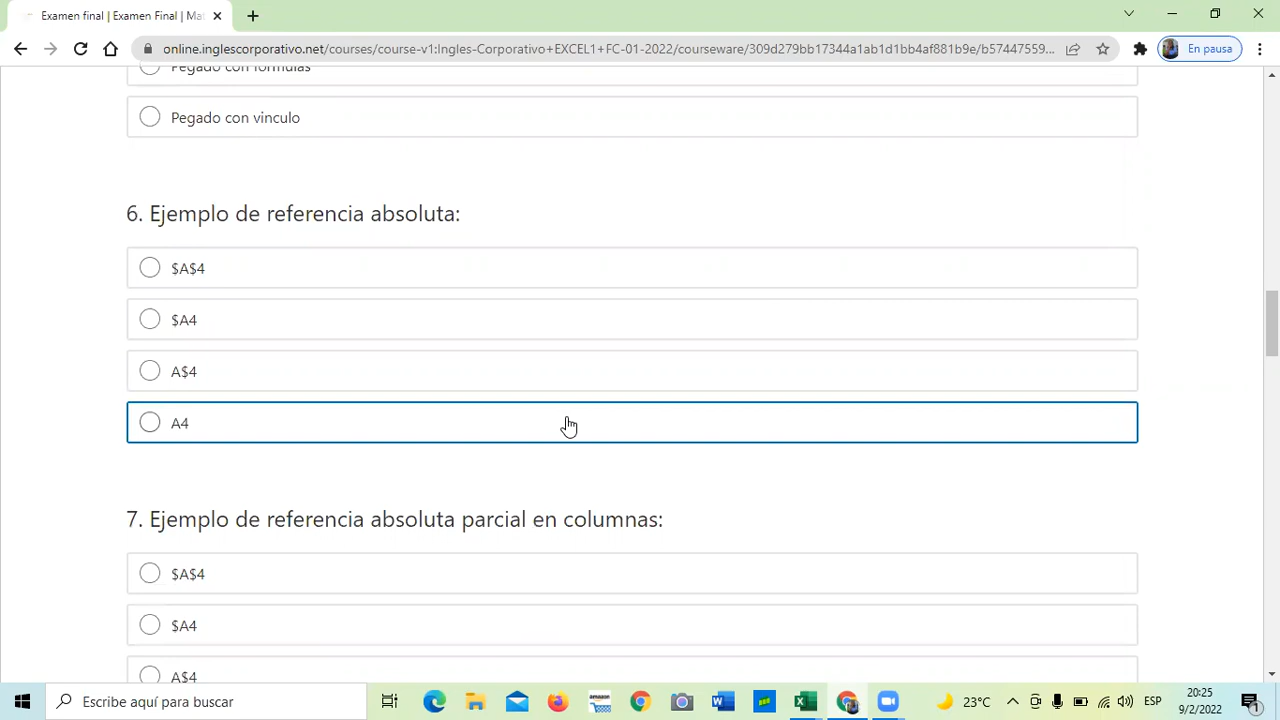 Examen final | Examen Final | Ma
online.inglescorporativo.net/courses/course-v1:Ingles-Corporativo+EXCEL1+FC-01-2022/courseware/309d279bb17344a1ab1d1bb4af881b9e/b57447559...
En pausa
Pegado con fórmulas
Pegado con vinculo
6. Ejemplo de referencia absoluta:
$A$4
$A4
A$4
A4
7. Ejemplo de referencia absoluta parcial en columnas:
$A$4
$A4
A$4
Escribe aquí para buscar
amazon
23°C
ESP
20:25
9/2/2022
1